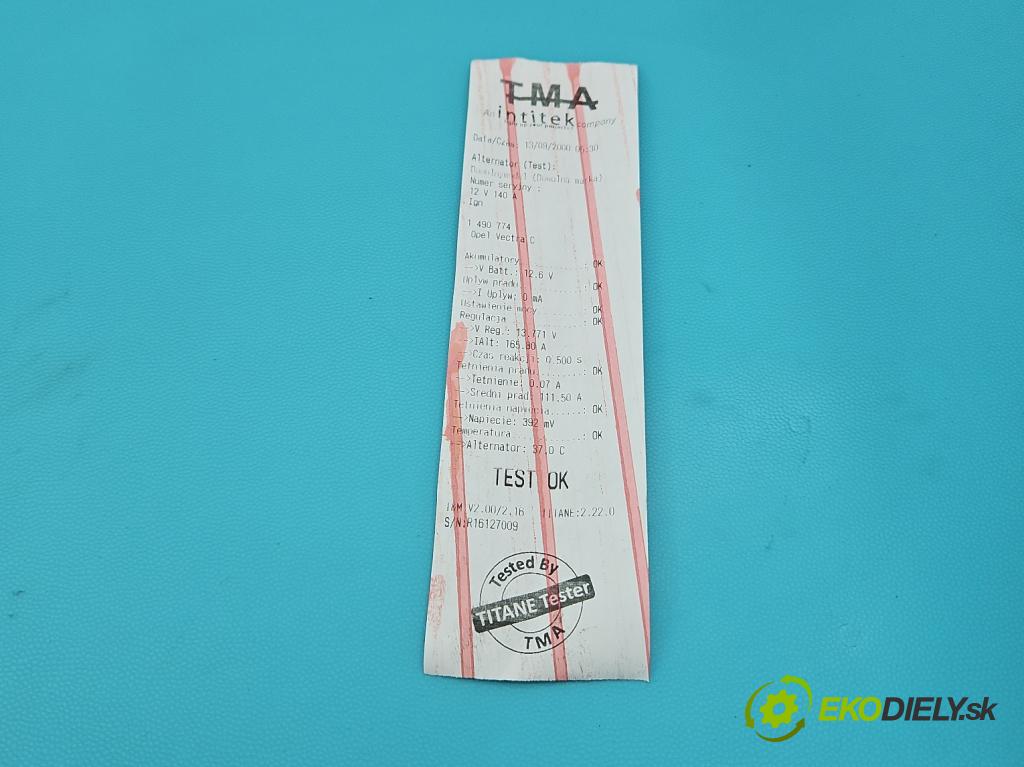 TMA
An intitek company
Data/Czas: 13/09/2000 05:30
Alternator (Test):
(Dowolna marka)
Numer seryjny :
12 V 140 A
Ign
1 490 774
Opel Vectra C
Akumulatory..........: OK
-->V Batt.: 12.6 V
Uplyw pradu..........: OK
-->I Uplyw: 0 mA
Ustawienie mocy : OK
Regulacja : OK
-->V Reg.: 13.771 V
-->IAlt: 165.80 A
-->Czas reakcji: 0.500 s
Tetnienia pradu.......: OK
-->Tetnienie: 0.07 A
-->Sredni prad: 111.50 A
Tetnienia napiecia......: OK
-->Napiecie: 392 mV
Temperatura..........: OK
-->Alternator: 37.0 C
TEST OK
I&M V2.00/2.16 TITANE:2.22.0
S/N:R16127009
Tested By
TITANE Tester
TMA
EKODIELY.sk